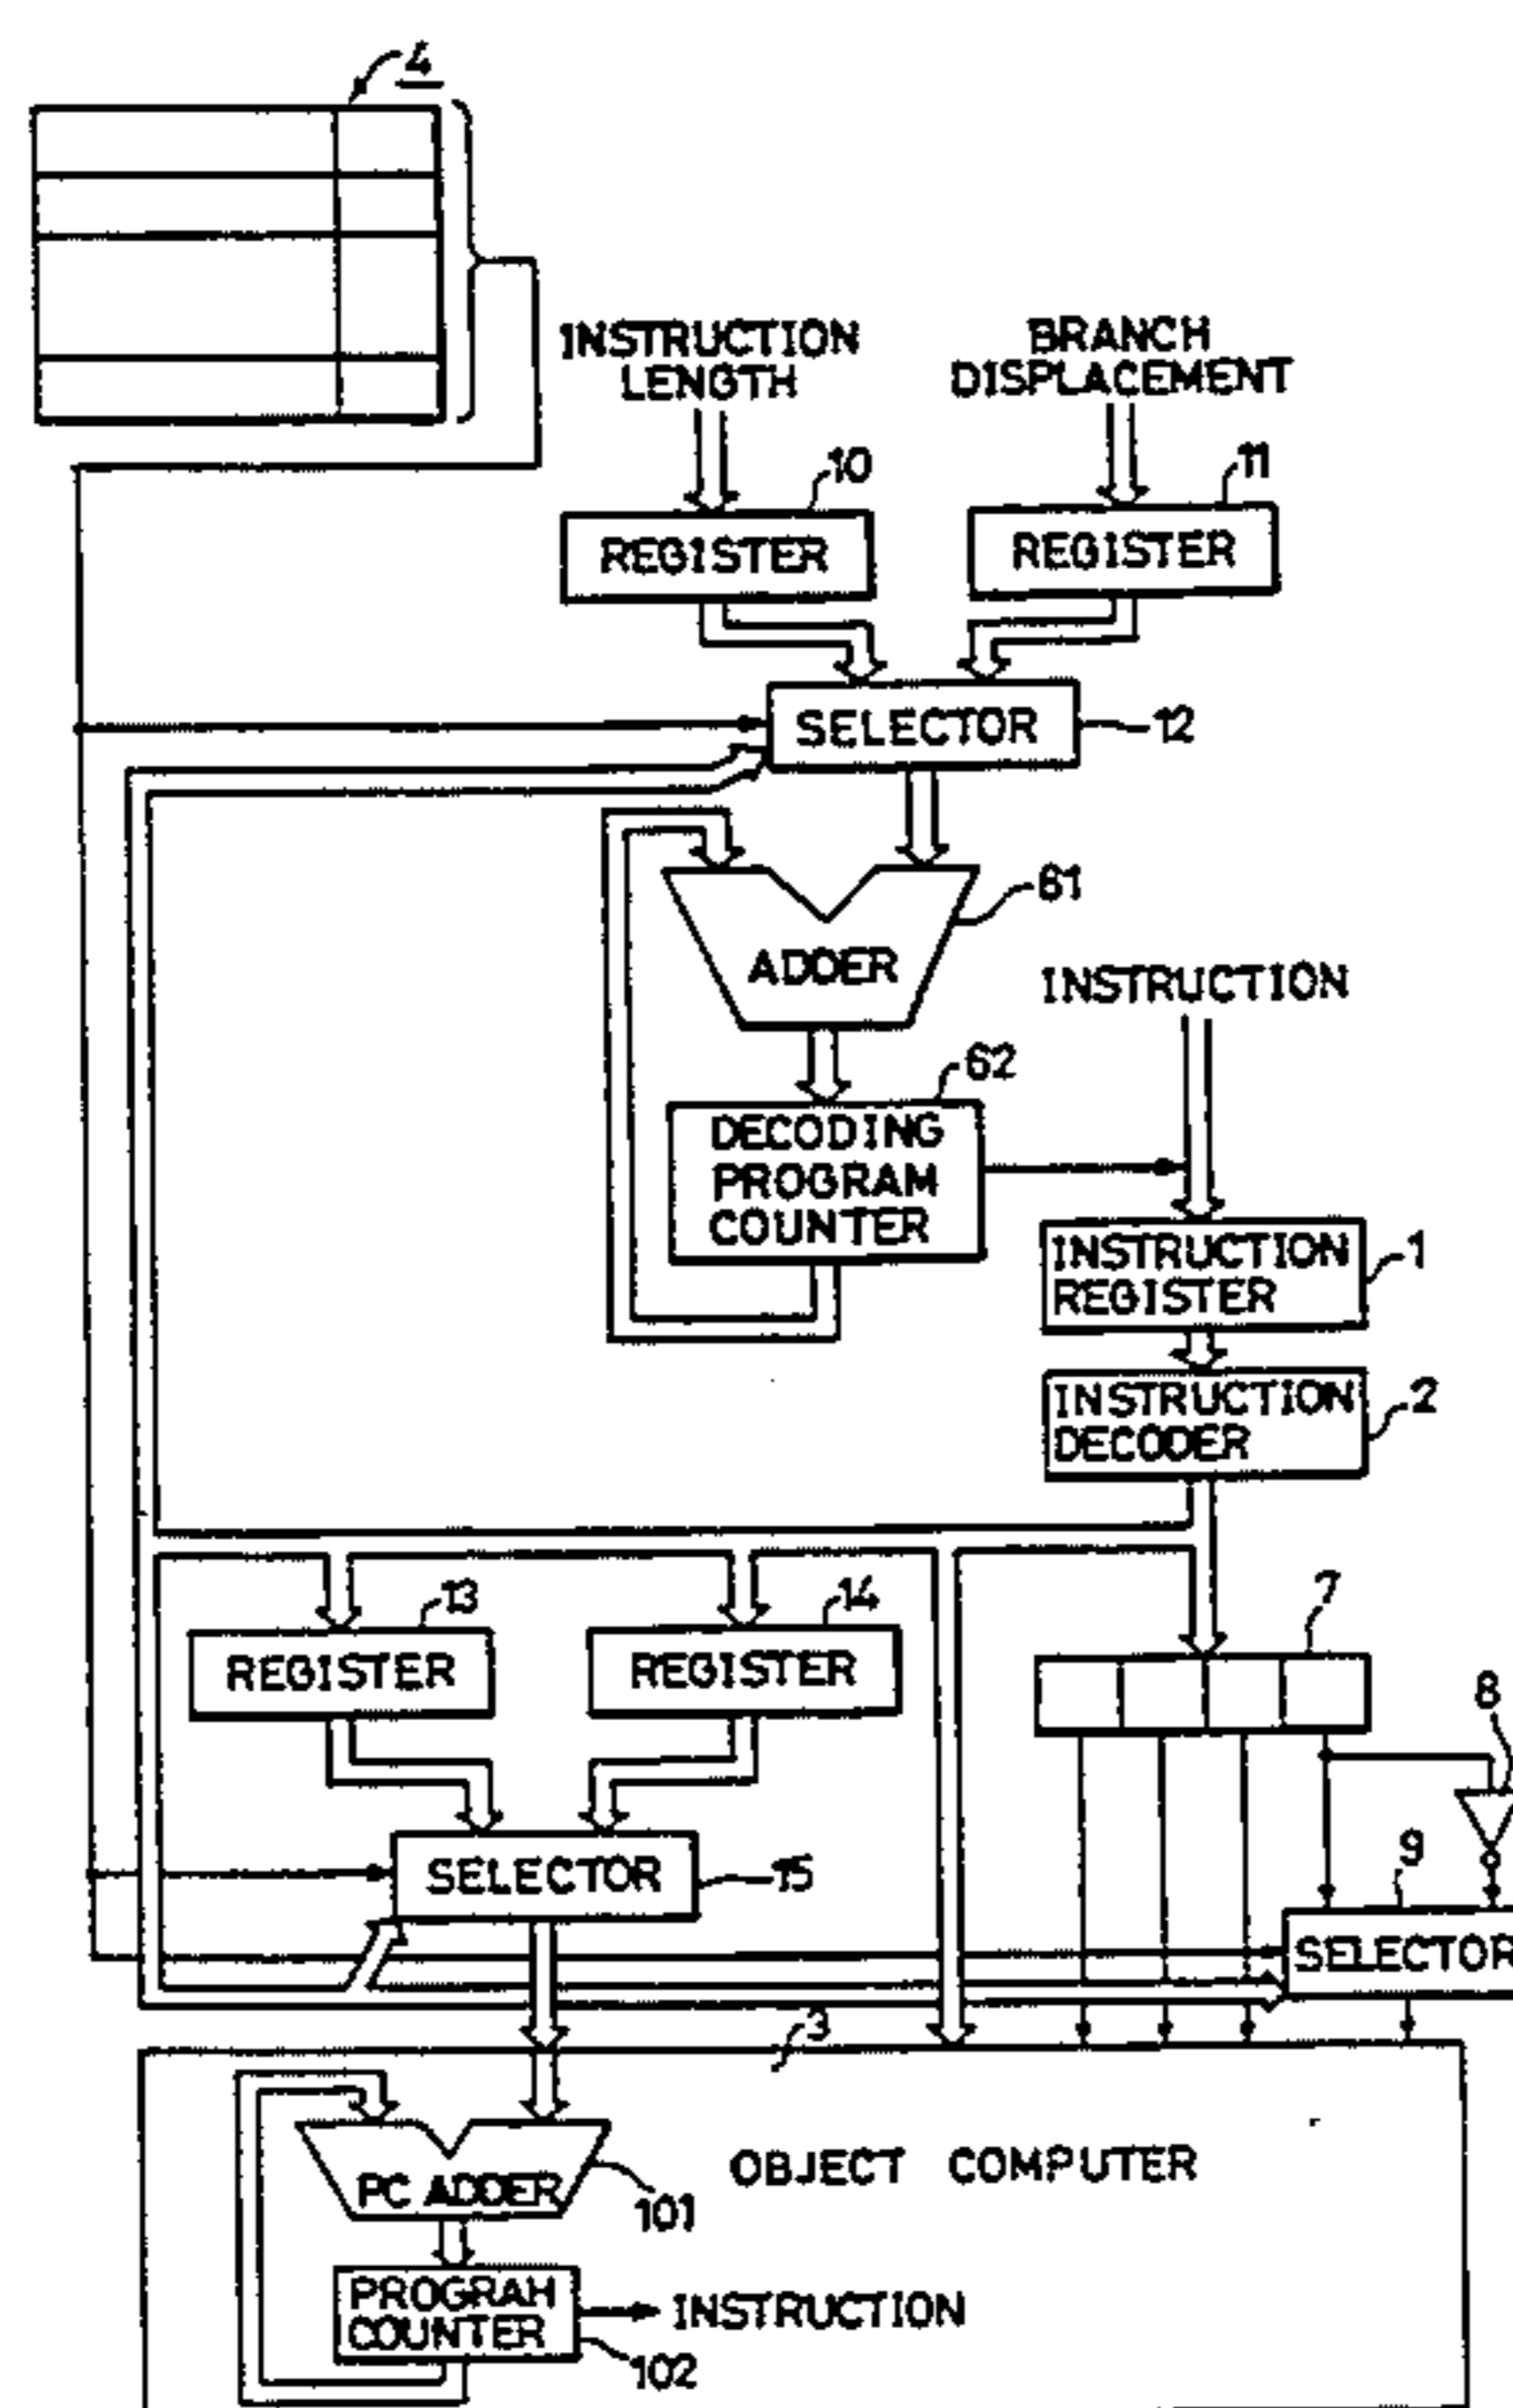 4
INSTRUCTION
LENGTH
BRANCH
DISPLACEMENT
10
11
REGISTER
REGISTER
SELECTOR
12
61
ADDER
INSTRUCTION
62
DECODING
PROGRAM
COUNTER
INSTRUCTION
REGISTER
1
INSTRUCTION
DECODER
2
13
14
7
REGISTER
REGISTER
8
SELECTOR
15
9
SELECTOR
3
OBJECT COMPUTER
PC ADDER
101
PROGRAH
COUNTER
INSTRUCTION
102